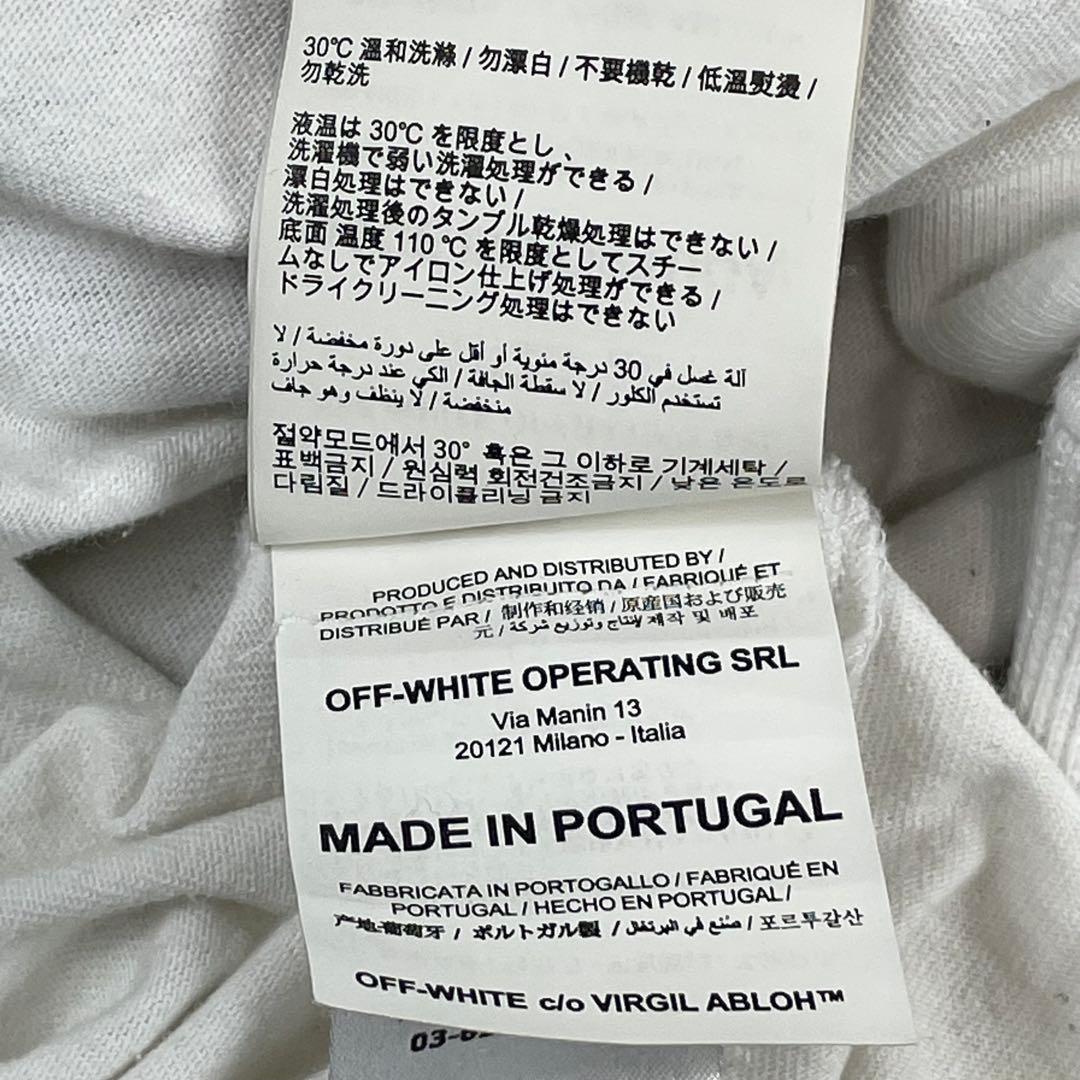 30℃ 溫和洗滌 / 勿漂白 / 不要機乾 / 低溫熨燙 /
勿乾洗
液温は 30℃ を限度とし 、
洗濯機で弱い洗濯処理ができる /
漂白処理はできない /
洗濯処理後のタンブル乾燥処理はできない /
底面 温度 110 ℃ を限度としてスチー
ムなしでアイロン仕上げ処理ができる /
ドライクリーニング処理はできない
آلة غسل في 30 درجة مئوية أو أقل على دورة مخفضة / لا
تستخدم الكلور / لا سقطة الجافة / الكي عند درجة حرارة
منخفضة / لا ينظف وهو جاف
절약모드에서 30° 혹은 그 이하로 기계세탁 /
표백금지 / 원심력 회전건조금지 / 낮은 온도로
다림질 / 드라이클리닝 금지
PRODUCED AND DISTRIBUTED BY /
PRODOTTO E DISTRIBUITO DA / FABRIQUÉ ET
DISTRIBUÉ PAR / 制作和经销 / 原産国および販売
元 / إنتاج وتوزيع شركة / 제작 및 배포
OFF-WHITE OPERATING SRL
Via Manin 13
20121 Milano - Italia
MADE IN PORTUGAL
FABBRICATA IN PORTOGALLO / FABRIQUÉ EN
PORTUGAL / HECHO EN PORTUGAL /
产地葡萄牙 / ポルトガル製 / صُنع في البرتغال / 포르투갈산
OFF-WHITE c/o VIRGIL ABLOH™